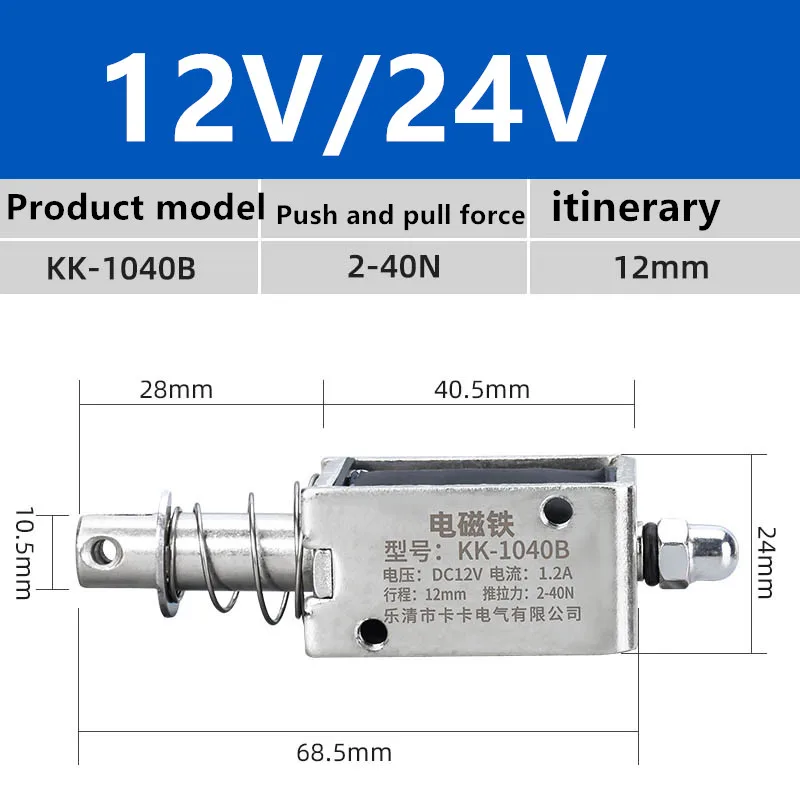 12V/24V
Product model Push and pull force itinerary
KK-1040B 2-40N 12mm
28mm 40.5mm
10.5mm
电磁铁
型号：KK-1040B
电压：DC12V 电流：1.2A
行程：12mm 推拉力：2-40N
乐清市卡卡电气有限公司
24mm
68.5mm